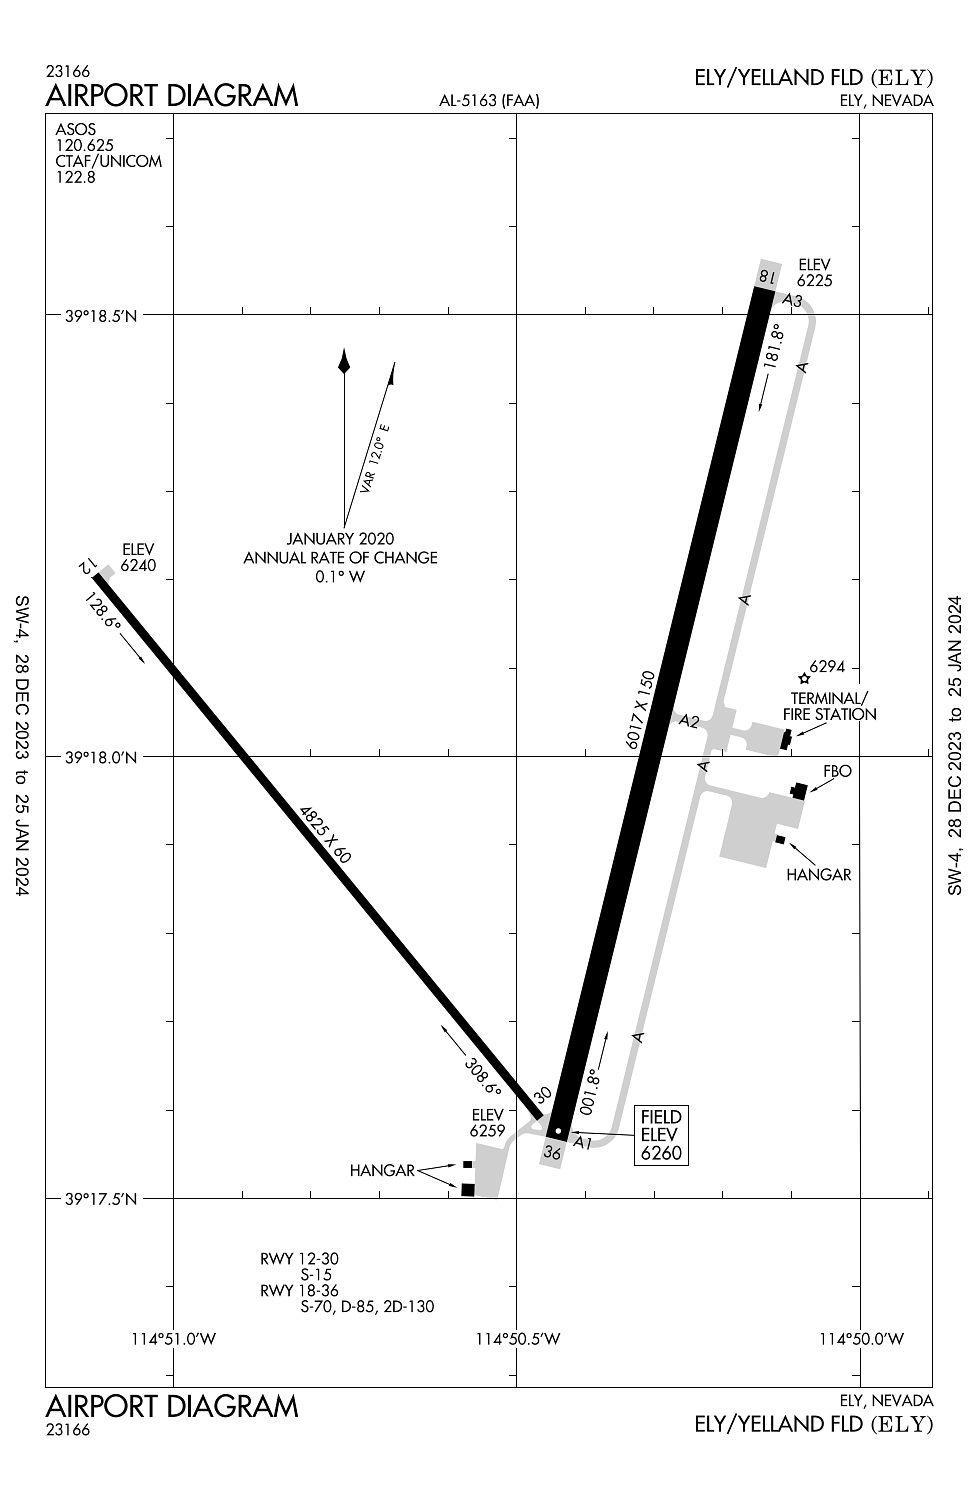 23166
AIRPORT DIAGRAM
AL-5163 (FAA)
ELY/YELLAND FLD (ELY)
ELY, NEVADA
ASOS
120.625
CTAF/UNICOM
122.8
ELEV
6225
18
A3
39°18.5'N
181.8°
A
VAR 12.0° E
JANUARY 2020
ANNUAL RATE OF CHANGE
0.1° W
ELEV
6240
12
128.6°
A
SW-4, 28 DEC 2023 to 25 JAN 2024
SW-4, 28 DEC 2023 to 25 JAN 2024
6294
TERMINAL/
FIRE STATION
6017 X 150
A2
39°18.0'N
A
FBO
4825 X 60
HANGAR
A
308.6°
30
001.8°
ELEV
6259
FIELD
ELEV
6260
A1
36
HANGAR
39°17.5'N
RWY 12-30
S-15
RWY 18-36
S-70, D-85, 2D-130
114°51.0'W
114°50.5'W
114°50.0'W
AIRPORT DIAGRAM
23166
ELY, NEVADA
ELY/YELLAND FLD (ELY)